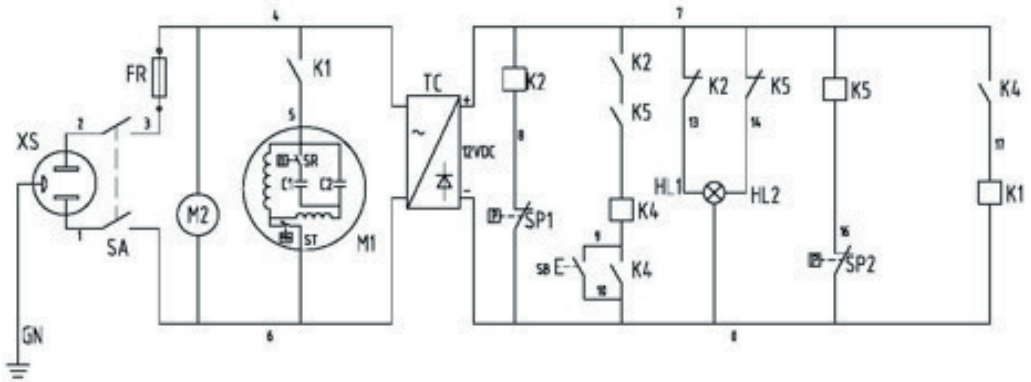 4
7
FR
K1
TC
K2
K2
K2
K5
K5
K4
XS
2
3
5
+
8
K5
13
14
17
~
12VDC
SR
C1
C2
K1
HL1
HL2
M2
K4
P
SP1
-
1
SA
ST
M1
9
16
P
SP2
SB
E
K4
10
GN
6
8